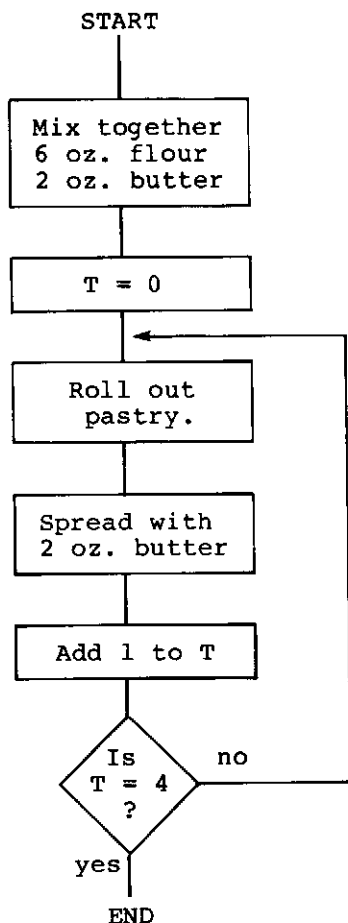 START
Mix together
6 oz. flour
2 oz. butter
T = 0
Roll out
pastry.
Spread with
2 oz. butter
Add 1 to T
Is
T = 4
?
no
yes
END